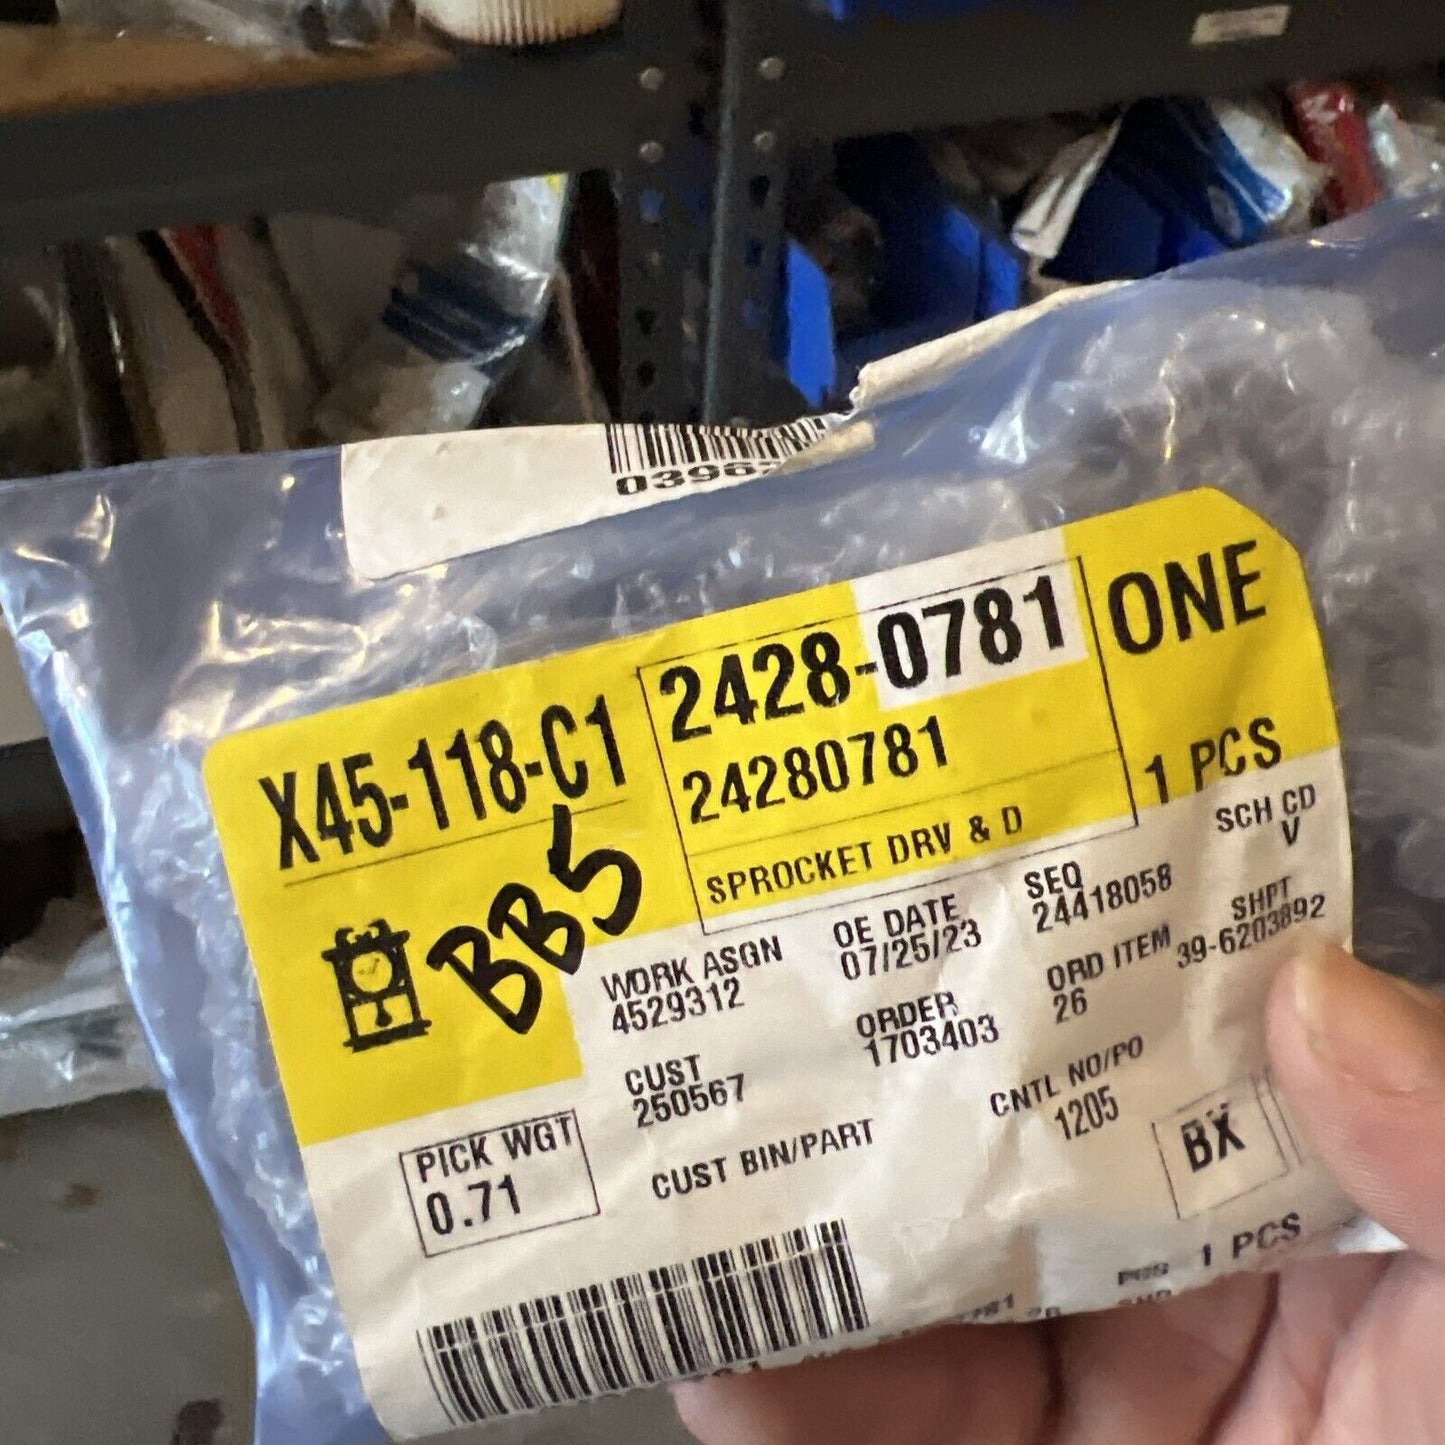 0396
X45-118-C1
2428-0781
24280781
SPROCKET DRV & D
ONE
1 PCS
BB5
WORK ASGN
4529312
OE DATE
07/25/23
SEQ
24418058
SCH CD
V
CUST
250567
ORDER
1703403
ORD ITEM
26
SHPT
39-6203892
PICK WGT
0.71
CUST BIN/PART
CNTL NO/PO
1205
BX
PCS 1 PCS